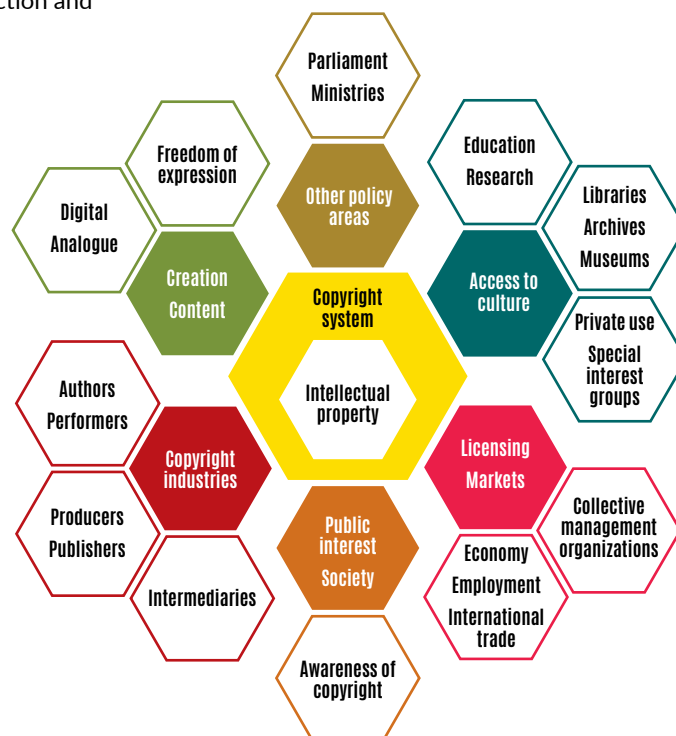 ction and
Parliament
Ministries
Freedom of
expression
Education
Research
Digital
Analogue
Other policy
areas
Libraries
Archives
Museums
Creation
Content
Copyright
system
Access to
culture
Private use
Special
interest
groups
Intellectual
property
Authors
Performers
Copyright
industries
Licensing
Markets
Producers
Publishers
Public
interest
Society
Collective
management
organizations
Intermediaries
Economy
Employment
International
trade
Awareness of
copyright